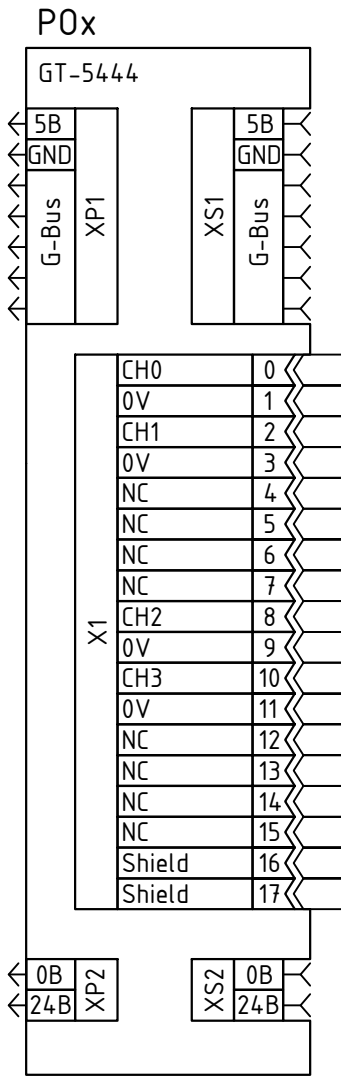 POx
GT-5444
5В
GND
G-Bus
XP1
XS1
5В
GND
G-Bus
X1
CH0 0
0V 1
CH1 2
0V 3
NC 4
NC 5
NC 6
NC 7
CH2 8
0V 9
CH3 10
0V 11
NC 12
NC 13
NC 14
NC 15
Shield 16
Shield 17
0В
24В
XP2
XS2
0В
24В